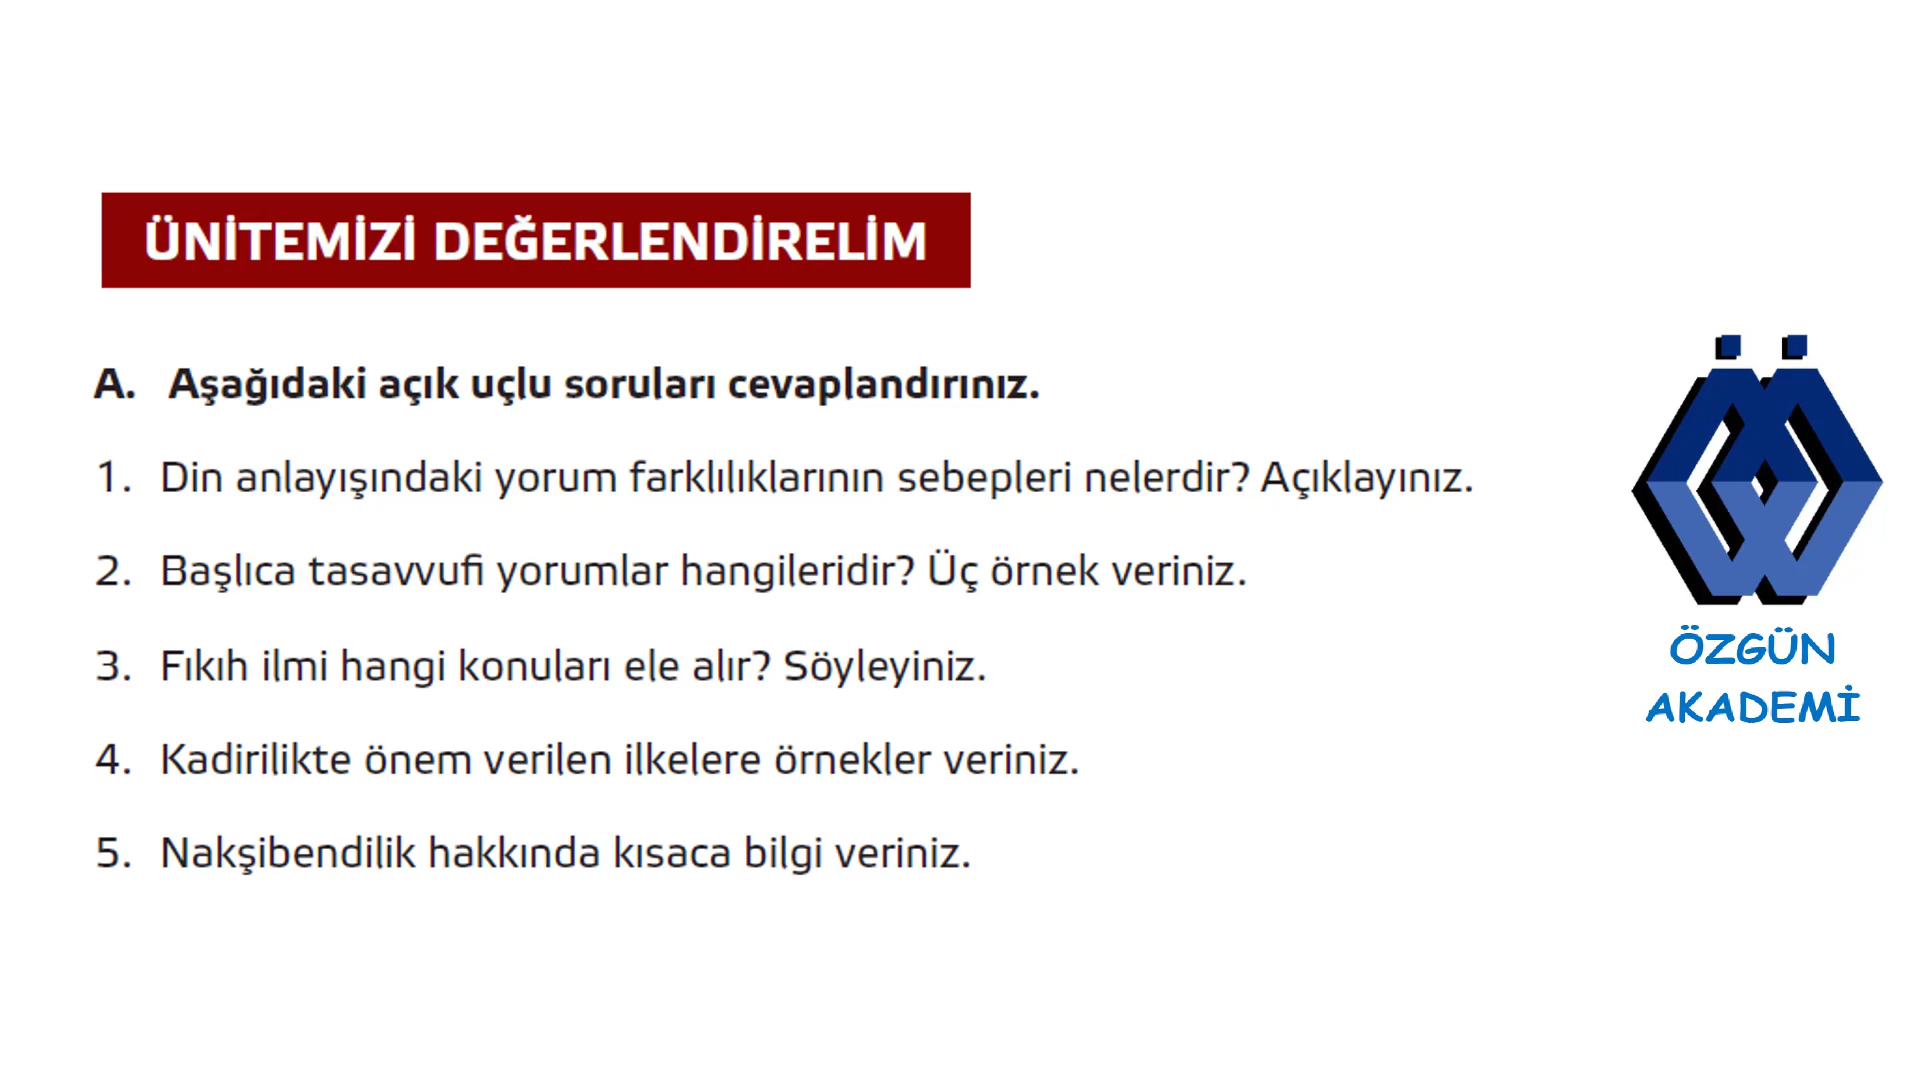 ÜNİTEMİZİ DEĞERLENDİRELİM
A. Aşağıdaki açık uçlu soruları cevaplandırınız.
1. Din anlayışındaki yorum farklılıklarının sebepleri nelerdir? Açıklayınız.
2. Başlıca tasavvufi yorumlar hangileridir? Üç örnek veriniz.
3. Fıkıh ilmi hangi konuları ele alır? Söyleyiniz.
4. Kadirilikte önem verilen ilkelere örnekler veriniz.
5. Nakşibendilik hakkında kısaca bilgi veriniz.
ÖZGÜN
AKADEMİ